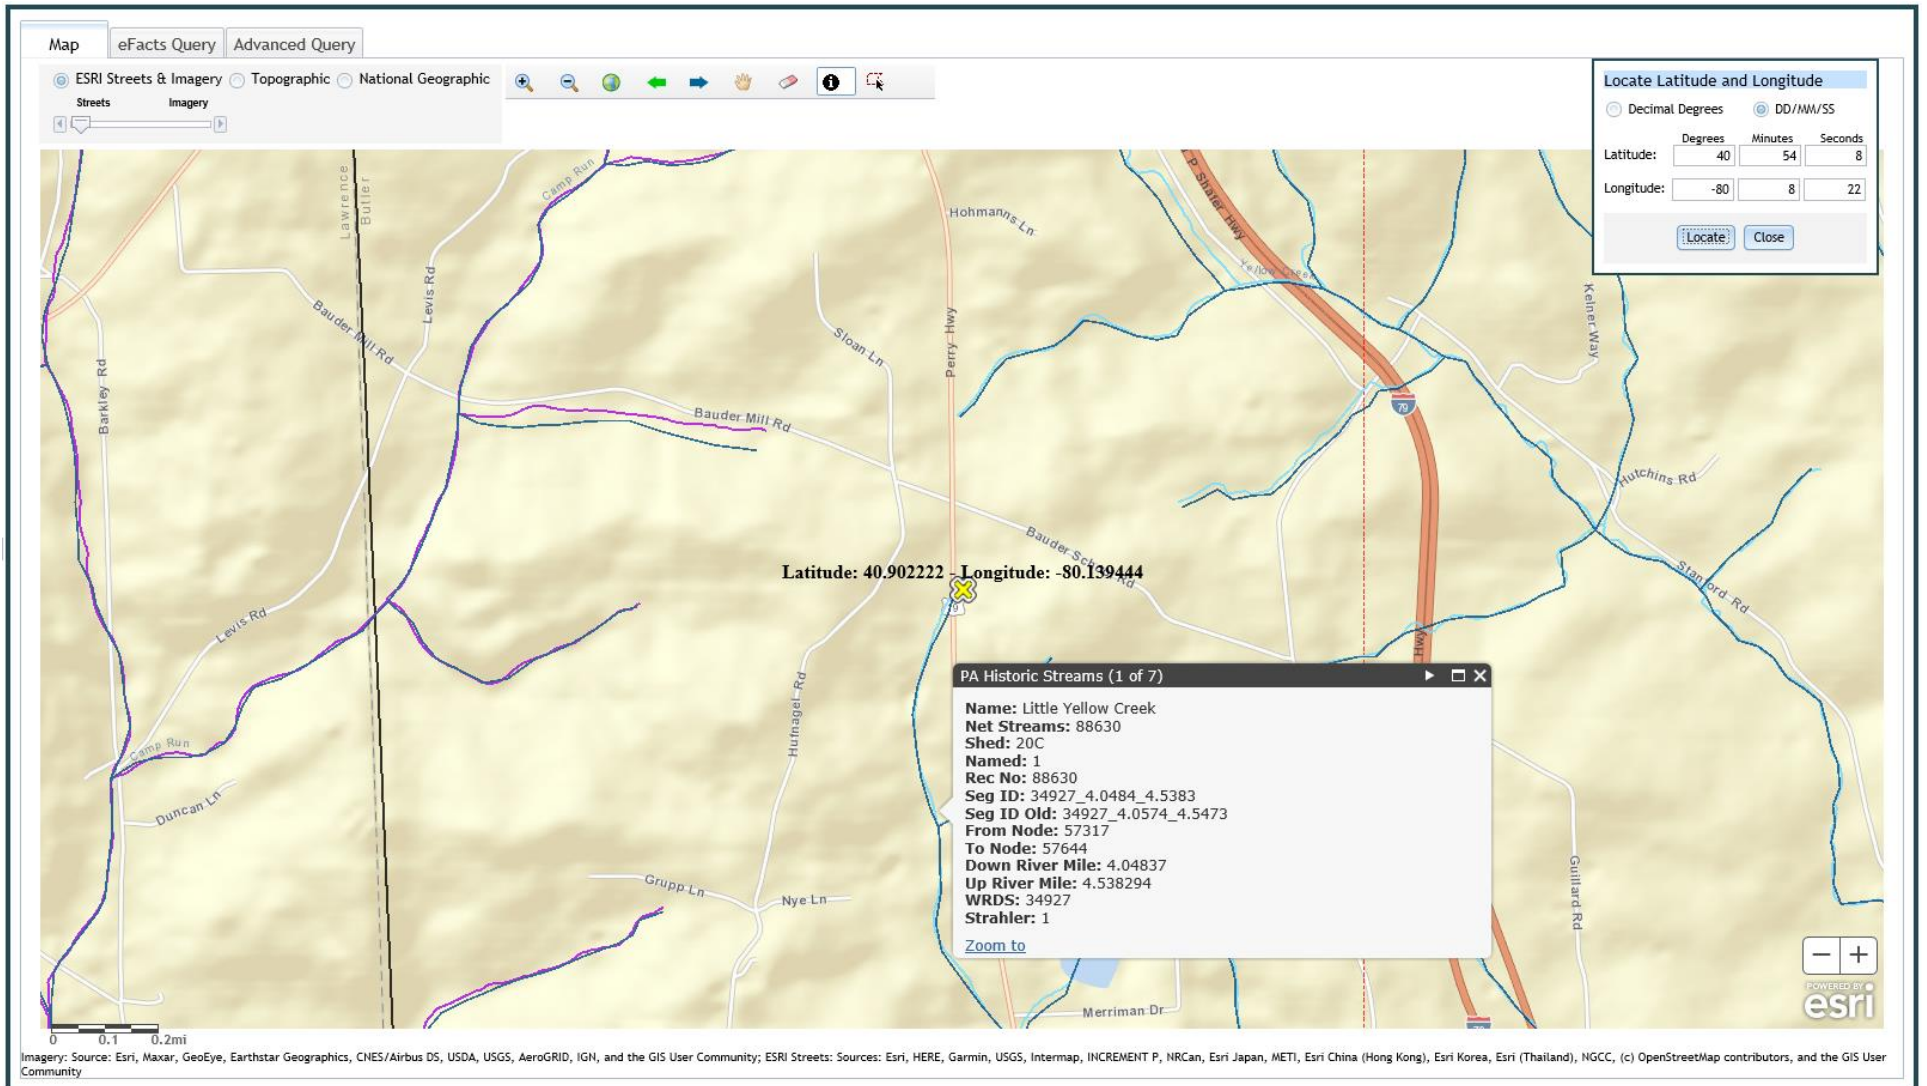 Map
eFacts Query
Advanced Query
ESRI Streets & Imagery
Topographic
National Geographic
Streets
Imagery
Locate Latitude and Longitude
Decimal Degrees
DD/MM/SS
Degrees Minutes Seconds
Latitude: 40 54 8
Longitude: -80 8 22
Locate
Close
Lawrence
Butler
Camp Run
P Shafer Hwy
Hohmanns Ln
Yellow Creek
Levis Rd
Bauder Mill Rd
Sloan Ln
Perry Hwy
Kelner Way
Barkley Rd
Bauder Mill Rd
79
Hutchins Rd
Bauder School Rd
Latitude: 40.902222 - Longitude: -80.139444
Stanford Rd
Levis Rd
Hwy
Hufnagel Rd
Camp Run
Duncan Ln
PA Historic Streams (1 of 7)
Name: Little Yellow Creek
Net Streams: 88630
Shed: 20C
Named: 1
Rec No: 88630
Seg ID: 34927_4.0484_4.5383
Seg ID Old: 34927_4.0574_4.5473
From Node: 57317
To Node: 57644
Down River Mile: 4.04837
Up River Mile: 4.538294
WRDS: 34927
Strahler: 1
Zoom to
Grupp Ln
Nye Ln
Guillard Rd
Merriman Dr
POWERED BY
esri
0 0.1 0.2mi
Imagery: Source: Esri, Maxar, GeoEye, Earthstar Geographics, CNES/Airbus DS, USDA, USGS, AeroGRID, IGN, and the GIS User Community; ESRI Streets: Sources: Esri, HERE, Garmin, USGS, Intermap, INCREMENT P, NRCan, Esri Japan, METI, Esri China (Hong Kong), Esri Korea, Esri (Thailand), NGCC, (c) OpenStreetMap contributors, and the GIS User
Community